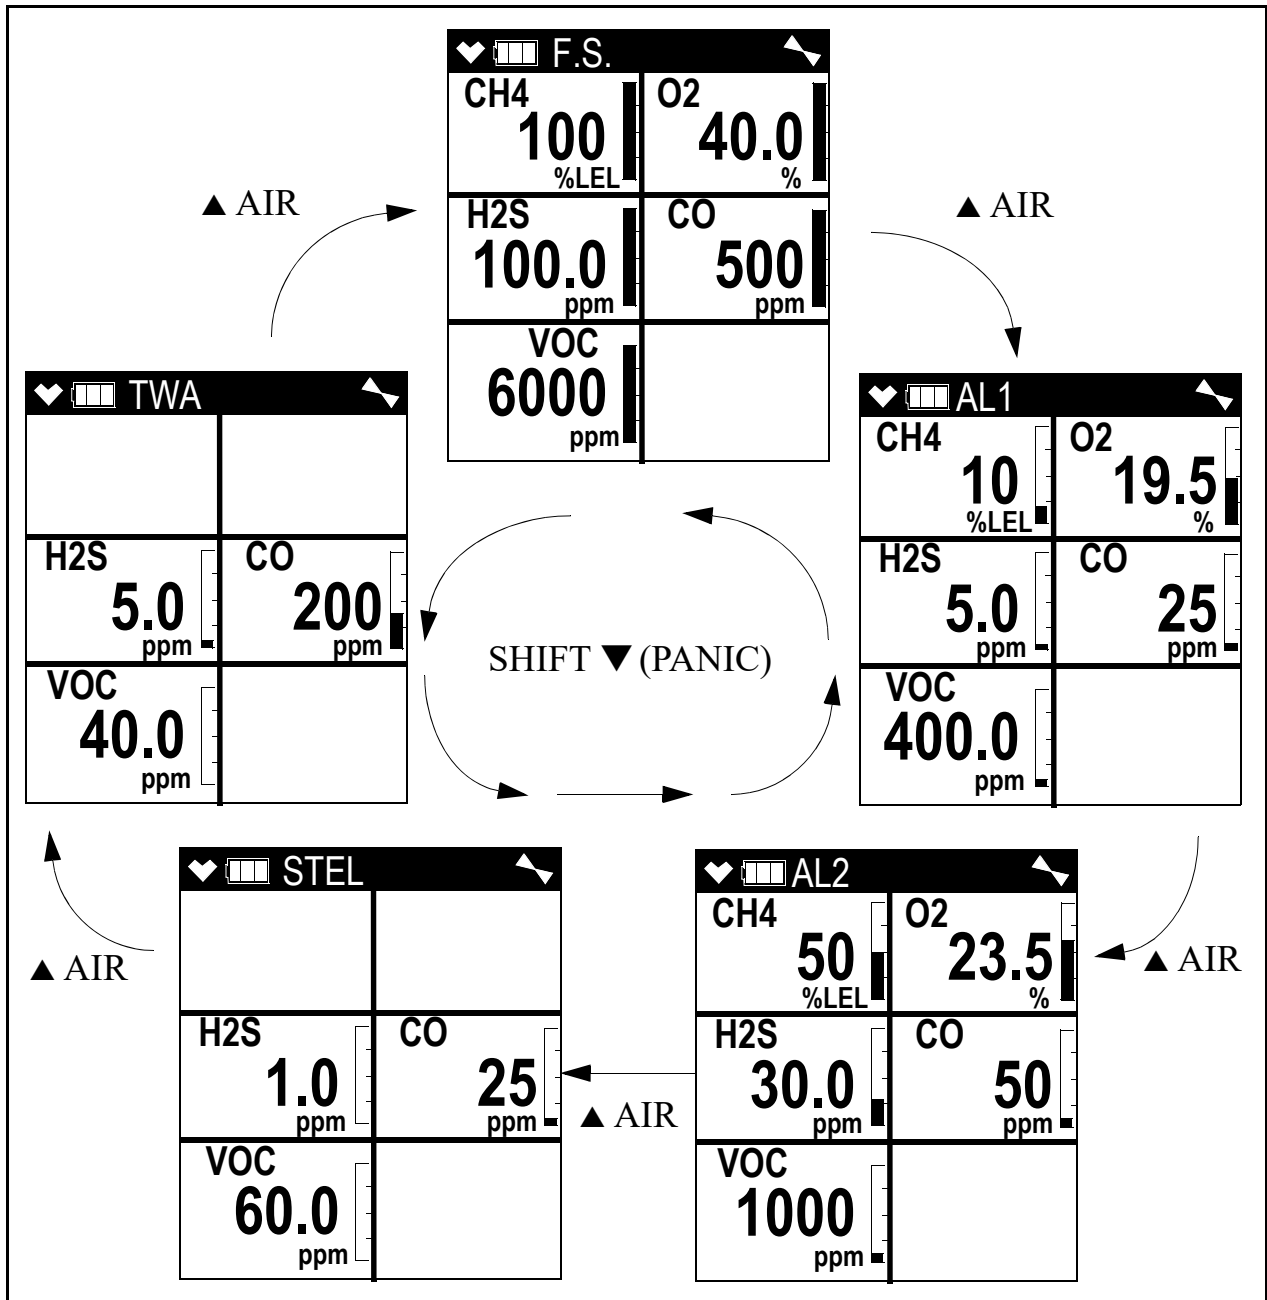 F.S.
CH4
100
%LEL
O2
40.0
%
H2S
100.0
ppm
CO
500
ppm
VOC
6000
ppm
▲ AIR
▲ AIR
TWA
H2S
5.0
ppm
CO
200
ppm
VOC
40.0
ppm
SHIFT ▼ (PANIC)
AL1
CH4
10
%LEL
O2
19.5
%
H2S
5.0
ppm
CO
25
ppm
VOC
400.0
ppm
▲ AIR
STEL
H2S
1.0
ppm
CO
25
ppm
VOC
60.0
ppm
▲ AIR
AL2
CH4
50
%LEL
O2
23.5
%
H2S
30.0
ppm
CO
50
ppm
VOC
1000
ppm
▲ AIR